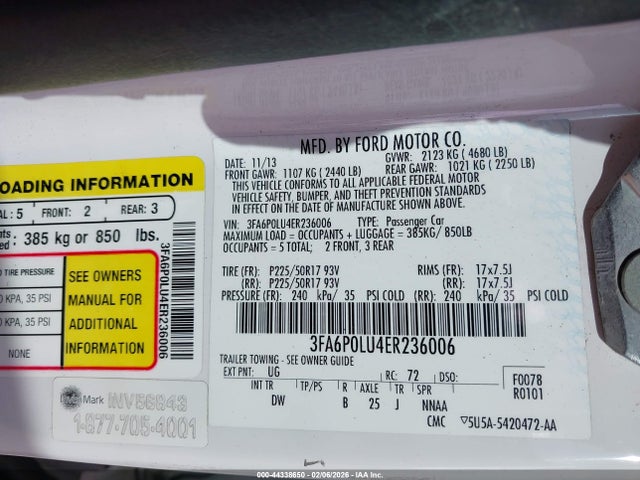 OADING INFORMATION
AL: 5 FRONT: 2 REAR: 3
385 kg or 850 lbs.
TIRE PRESSURE
KPA, 35 PSI
KPA, 35 PSI
NONE
SEE OWNERS
MANUAL FOR
ADDITIONAL
INFORMATION
3FA6P0LU4ER236006
Mark INV56843
1-877-705-4001
MFD. BY FORD MOTOR CO.
DATE: 11/13 GVWR: 2123 KG ( 4680 LB)
FRONT GAWR: 1107 KG ( 2440 LB) REAR GAWR: 1021 KG ( 2250 LB)
THIS VEHICLE CONFORMS TO ALL APPLICABLE FEDERAL MOTOR
VEHICLE SAFETY, BUMPER, AND THEFT PREVENTION STANDARDS
IN EFFECT ON THE DATE OF MANUFACTURE SHOWN ABOVE.
VIN: 3FA6P0LU4ER236006 TYPE: Passenger Car
MAXIMUM LOAD = OCCUPANTS + LUGGAGE = 385KG/ 850LB
OCCUPANTS = 5 TOTAL; 2 FRONT, 3 REAR
TIRE (FR): P225/50R17 93V RIMS (FR): 17x7.5J
(RR): P225/50R17 93V (RR): 17x7.5J
PRESSURE (FR): 240 kPa/ 35 PSI COLD (RR): 240 kPa/ 35 PSI COLD
3FA6P0LU4ER236006
TRAILER TOWING - SEE OWNER GUIDE
EXT PNT: UG RC: 72 DSO:
INT TR TP/PS R AXLE TR SPR
DW B 25 J NNAA
F0078
R0101
CMC ▽5U5A-5420472-AA
000-44338650 - 02/06/2026 - IAA Inc.